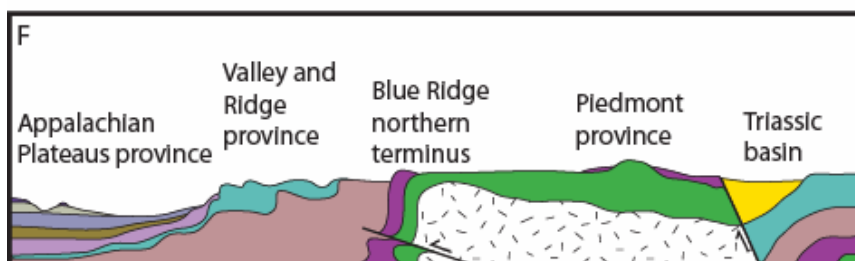 F
Appalachian
Plateaus province
Valley and
Ridge
province
Blue Ridge
northern
terminus
Piedmont
province
Triassic
basin